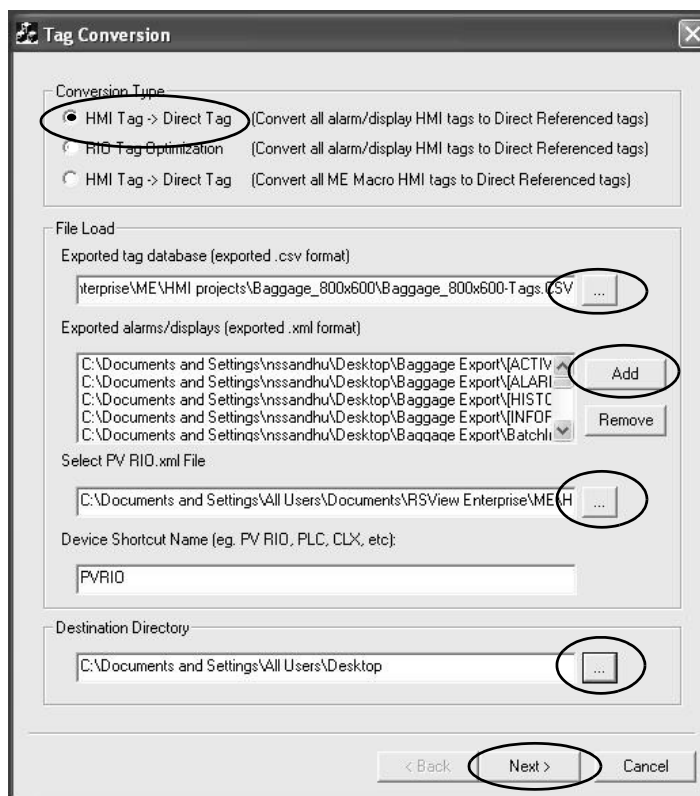 Tag Conversion
Conversion Type
HMI Tag -> Direct Tag (Convert all alarm/display HMI tags to Direct Referenced tags)
RIO Tag Optimization (Convert all alarm/display HMI tags to Direct Referenced tags)
HMI Tag -> Direct Tag (Convert all ME Macro HMI tags to Direct Referenced tags)
File Load
Exported tag database (exported .csv format)
nterprise\ME\HMI projects\Baggage_800x600\Baggage_800x600-Tags.CSV ...
Exported alarms/displays (exported .xml format)
C:\Documents and Settings\nssandhu\Desktop\Baggage Export\[ACTIV
C:\Documents and Settings\nssandhu\Desktop\Baggage Export\[ALARI
C:\Documents and Settings\nssandhu\Desktop\Baggage Export\[HISTO
C:\Documents and Settings\nssandhu\Desktop\Baggage Export\[INFOF
C:\Documents and Settings\nssandhu\Desktop\Baggage Export\BatchI
Add
Remove
Select PV RIO.xml File
C:\Documents and Settings\All Users\Documents\RSView Enterprise\ME\H ...
Device Shortcut Name (eg. PV RIO, PLC, CLX, etc):
PVRIO
Destination Directory
C:\Documents and Settings\All Users\Desktop ...
< Back Next > Cancel